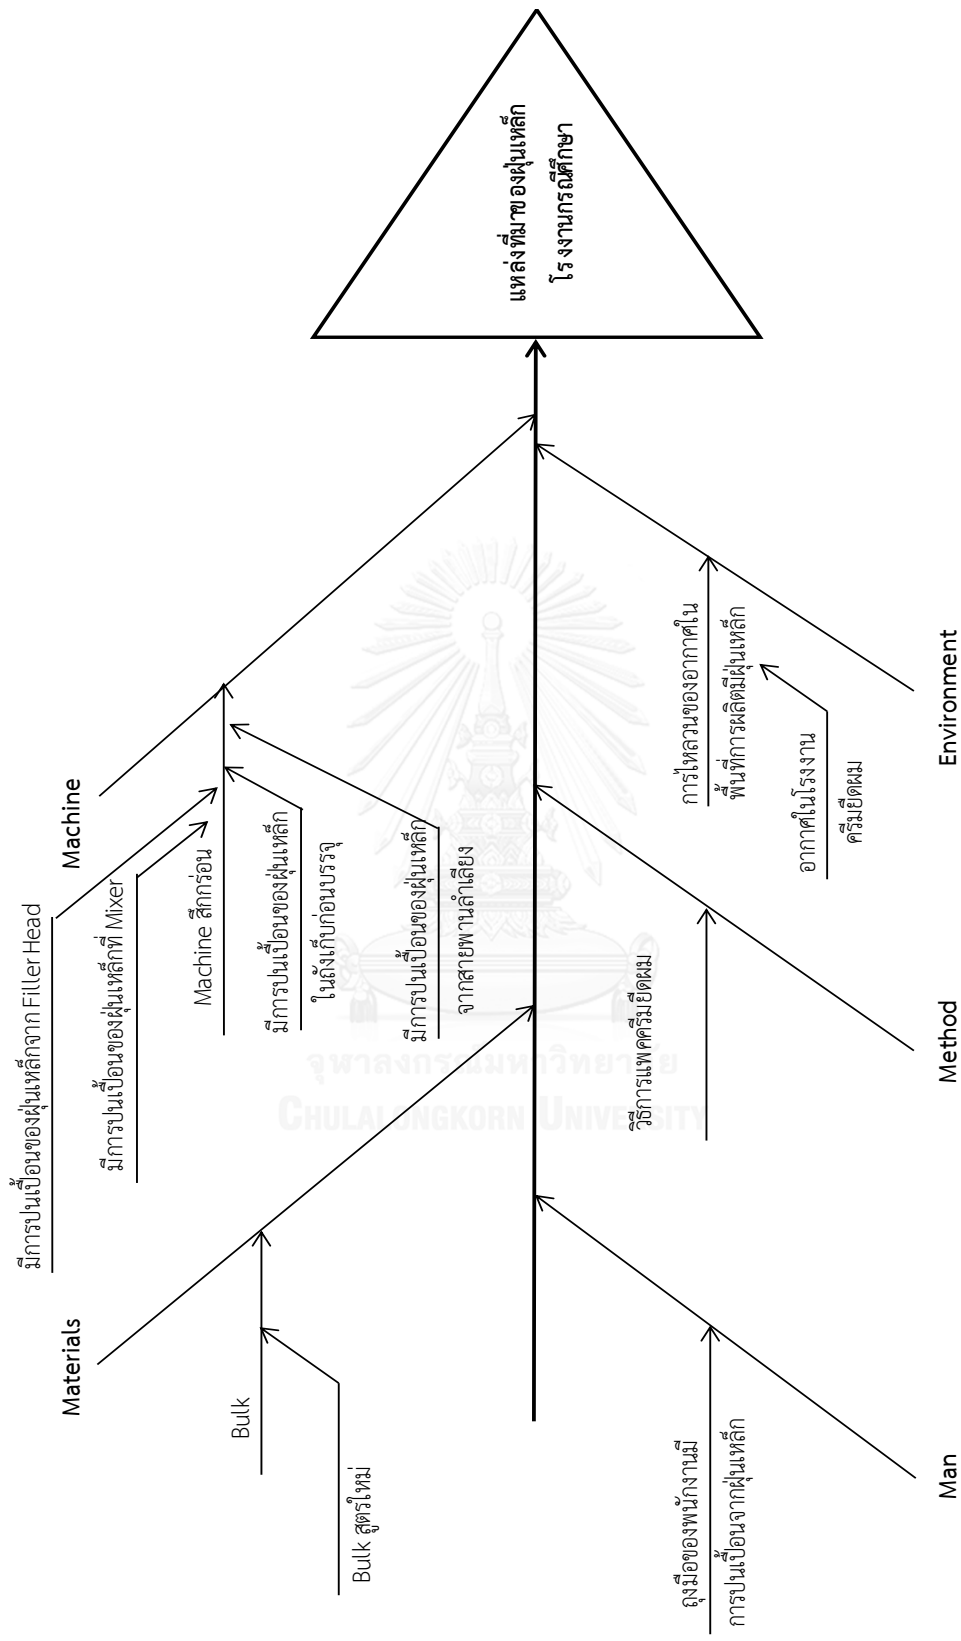 Materials
Bulk
Bulk สูตรใหม่
Machine
มีการปนเปื้อนของฝุ่นเหล็กจาก Filler Head
มีการปนเปื้อนของฝุ่นเหล็กที่ Mixer
Machine สึกกร่อน
มีการปนเปื้อนของฝุ่นเหล็ก
ในถังเก็บก่อนบรรจุ
มีการปนเปื้อนของฝุ่นเหล็ก
จากสายพานลำเลียง
แหล่งที่มาของฝุ่นเหล็ก
โรงงานกรณีศึกษา
ถุงมือของพนักงานมี
การปนเปื้อนจากฝุ่นเหล็ก
Man
วิธีการแพคครีมยืดผม
Method
การไหลวนของอากาศใน
พื้นที่การผลิตมีฝุ่นเหล็ก
อากาศในโรงงาน
ครีมยืดผม
Environment
จุฬาลงกรณ์มหาวิทยาลัย
CHULALONGKORN UNIVERSITY